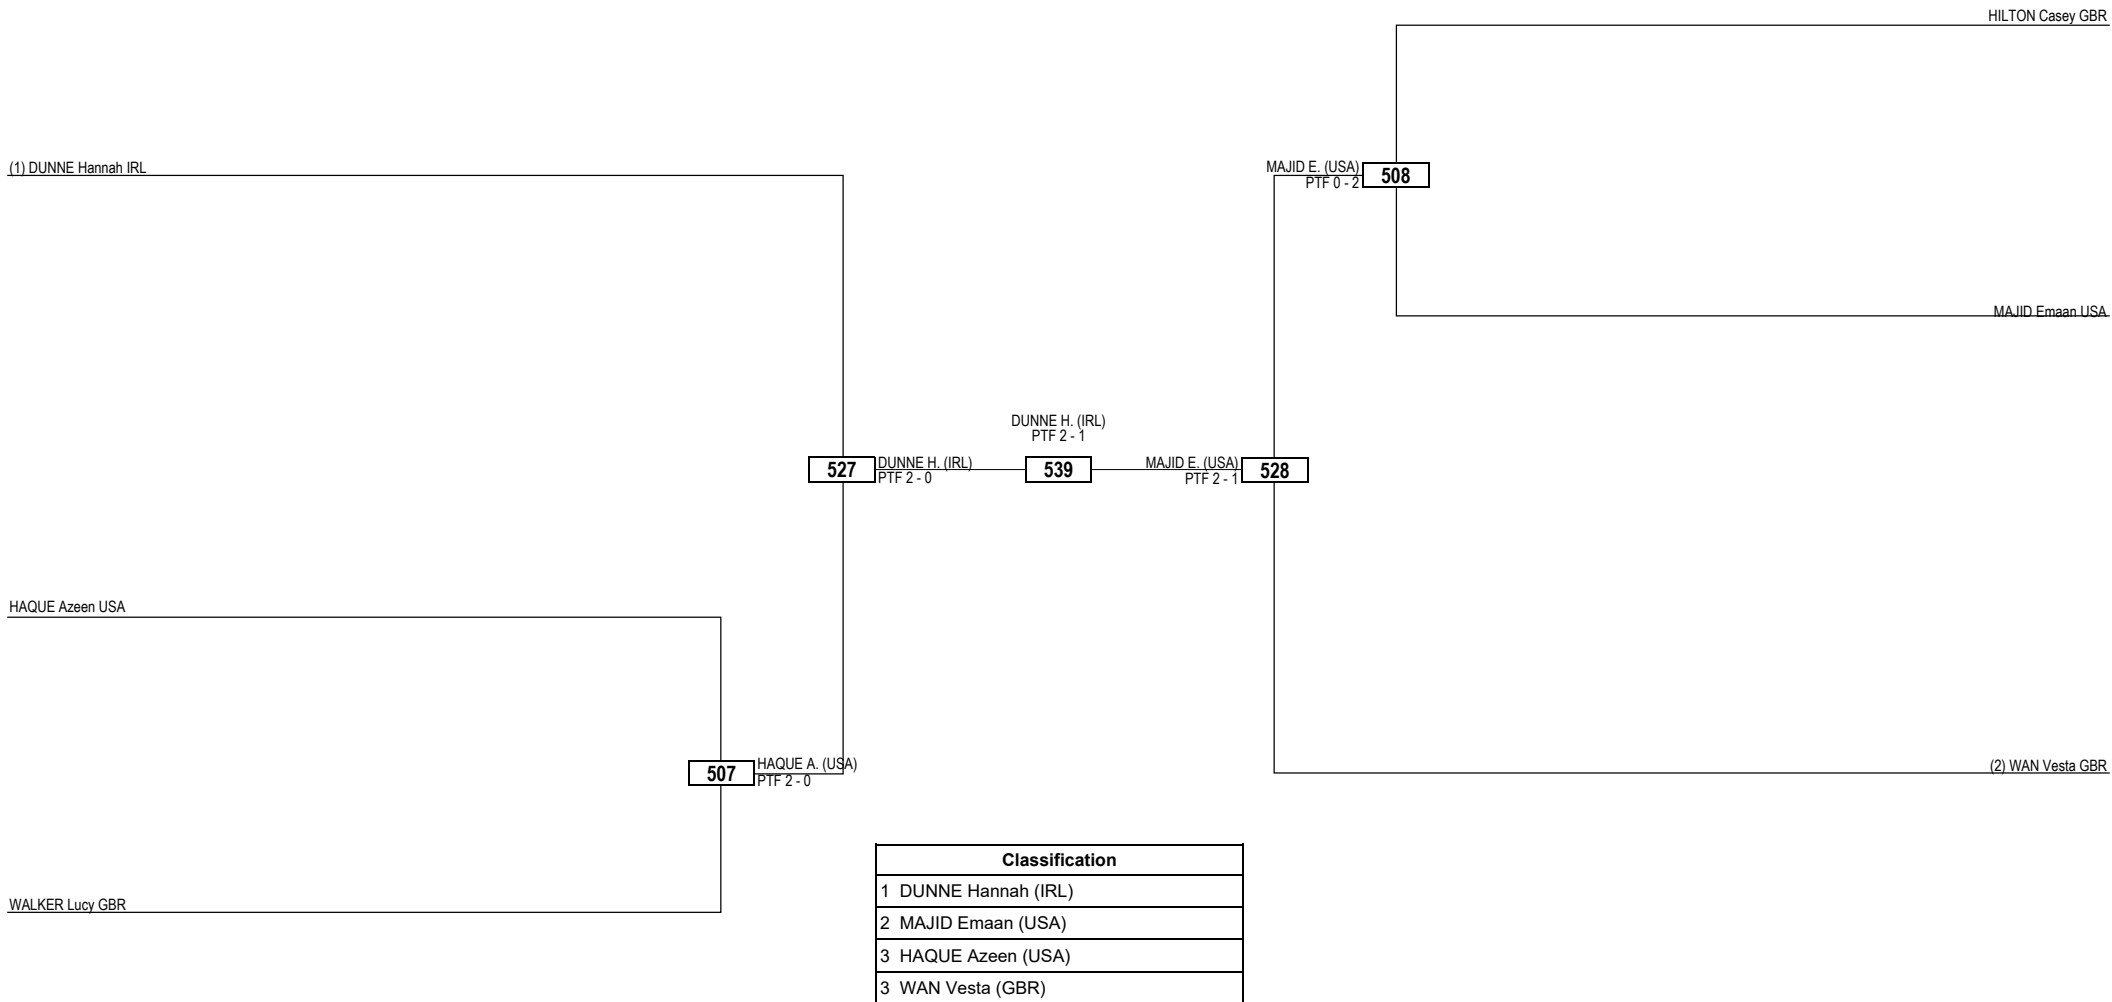 HILTON Casey GBR
(1) DUNNE Hannah IRL
MAJID E. (USA)
PTF 0 - 2
508
MAJID Emaan USA
DUNNE H. (IRL)
PTF 2 - 1
527
DUNNE H. (IRL)
PTF 2 - 0
539
MAJID E. (USA)
PTF 2 - 1
528
HAQUE Azeen USA
507
HAQUE A. (USA)
PTF 2 - 0
(2) WAN Vesta GBR
WALKER Lucy GBR
Classification
1 DUNNE Hannah (IRL)
2 MAJID Emaan (USA)
3 HAQUE Azeen (USA)
3 WAN Vesta (GBR)